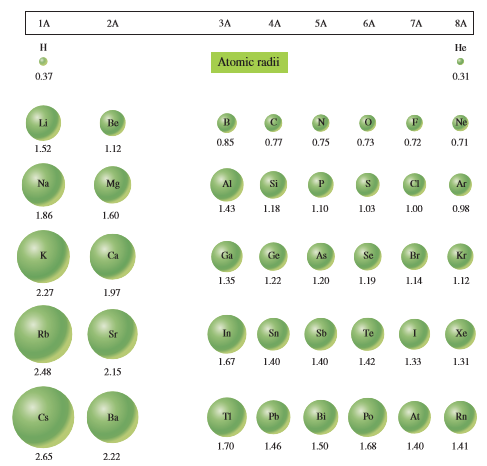 1A 2A 3A 4A 5A 6A 7A 8A
H He
Atomic radii
0.37 0.31
Li Be B C N O F Ne
1.52 1.12 0.85 0.77 0.75 0.73 0.72 0.71
Na Mg Al Si P S Cl Ar
1.86 1.60 1.43 1.18 1.10 1.03 1.00 0.98
K Ca Ga Ge As Se Br Kr
2.27 1.97 1.35 1.22 1.20 1.19 1.14 1.12
Rb Sr In Sn Sb Te I Xe
2.48 2.15 1.67 1.40 1.40 1.42 1.33 1.31
Cs Ba Tl Pb Bi Po At Rn
2.65 2.22 1.70 1.46 1.50 1.68 1.40 1.41